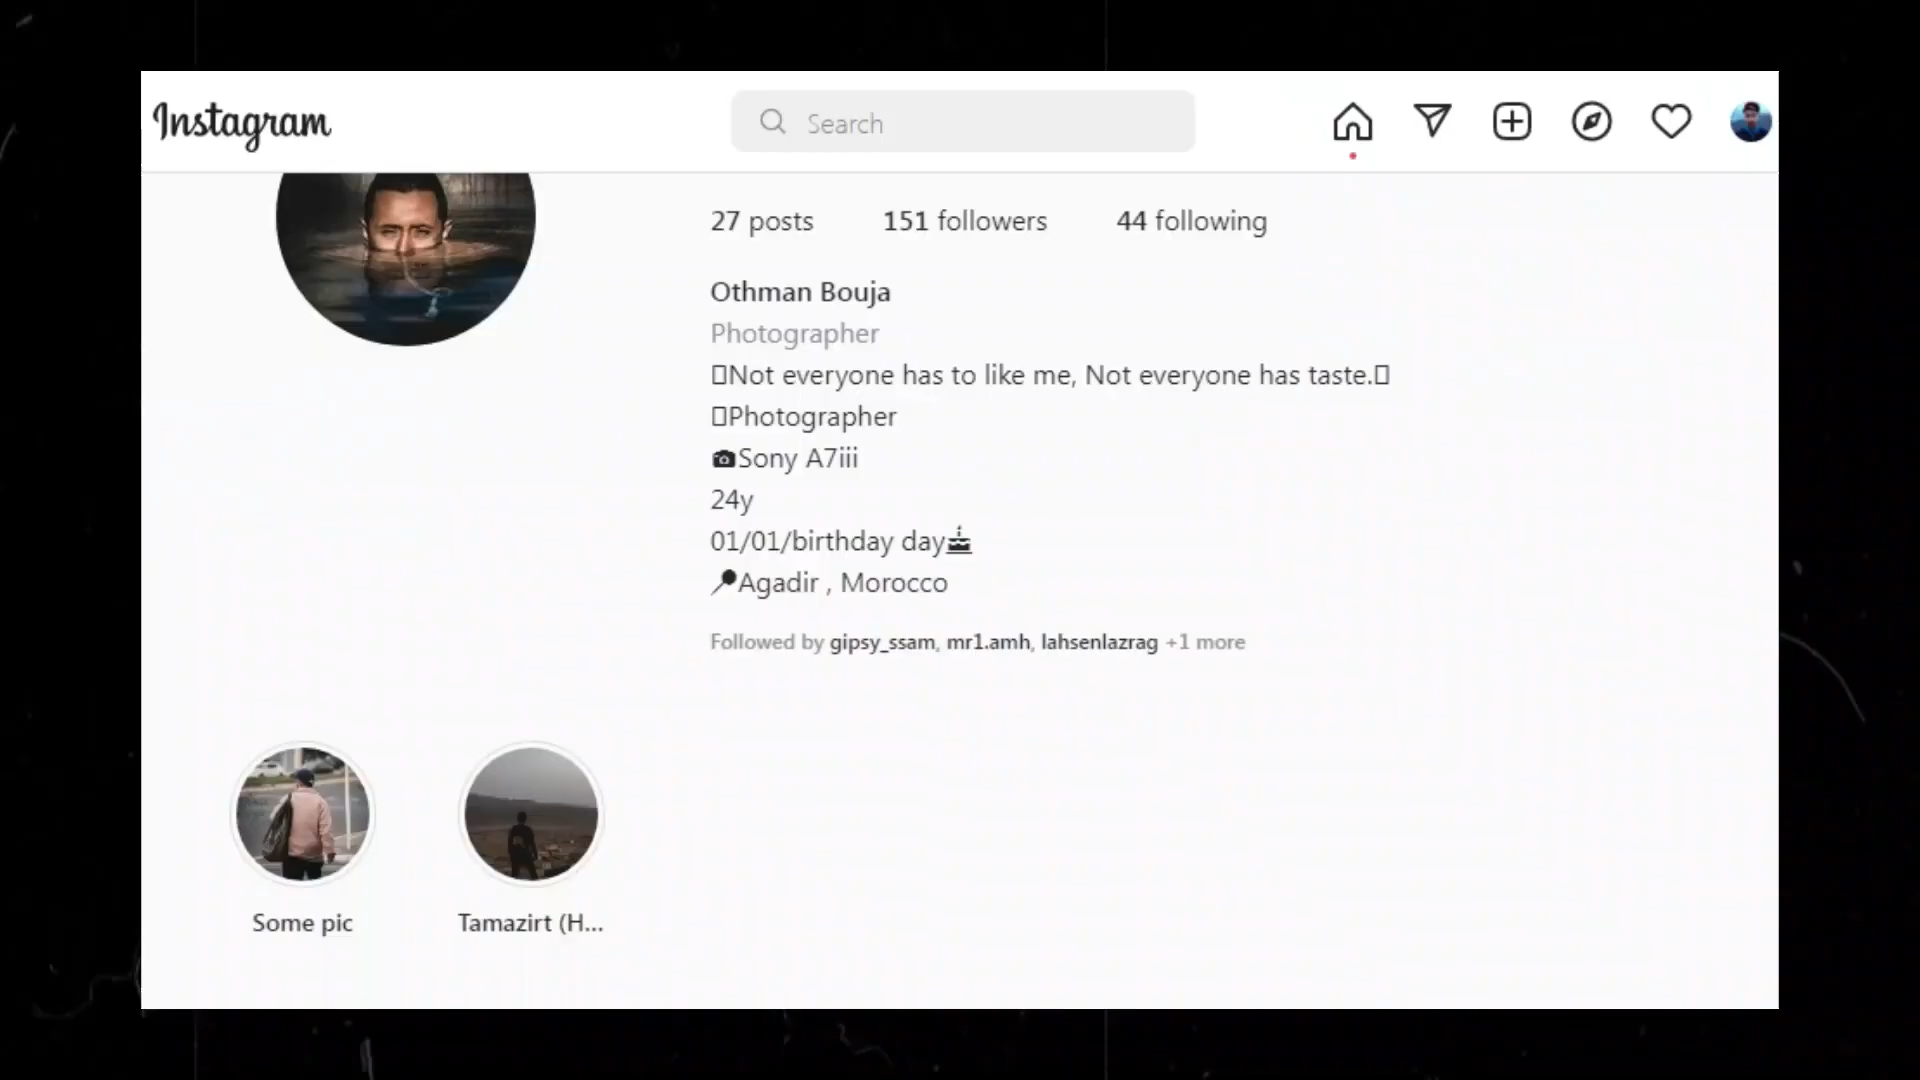 Instagram
Search
27 posts 151 followers 44 following
Othman Bouja
Photographer
▯Not everyone has to like me, Not everyone has taste.▯
▯Photographer
📷Sony A7iii
24y
01/01/birthday day🎂
📍Agadir , Morocco
Followed by gipsy_ssam, mr1.amh, lahsenlazrag +1 more
Some pic
Tamazirt (H...